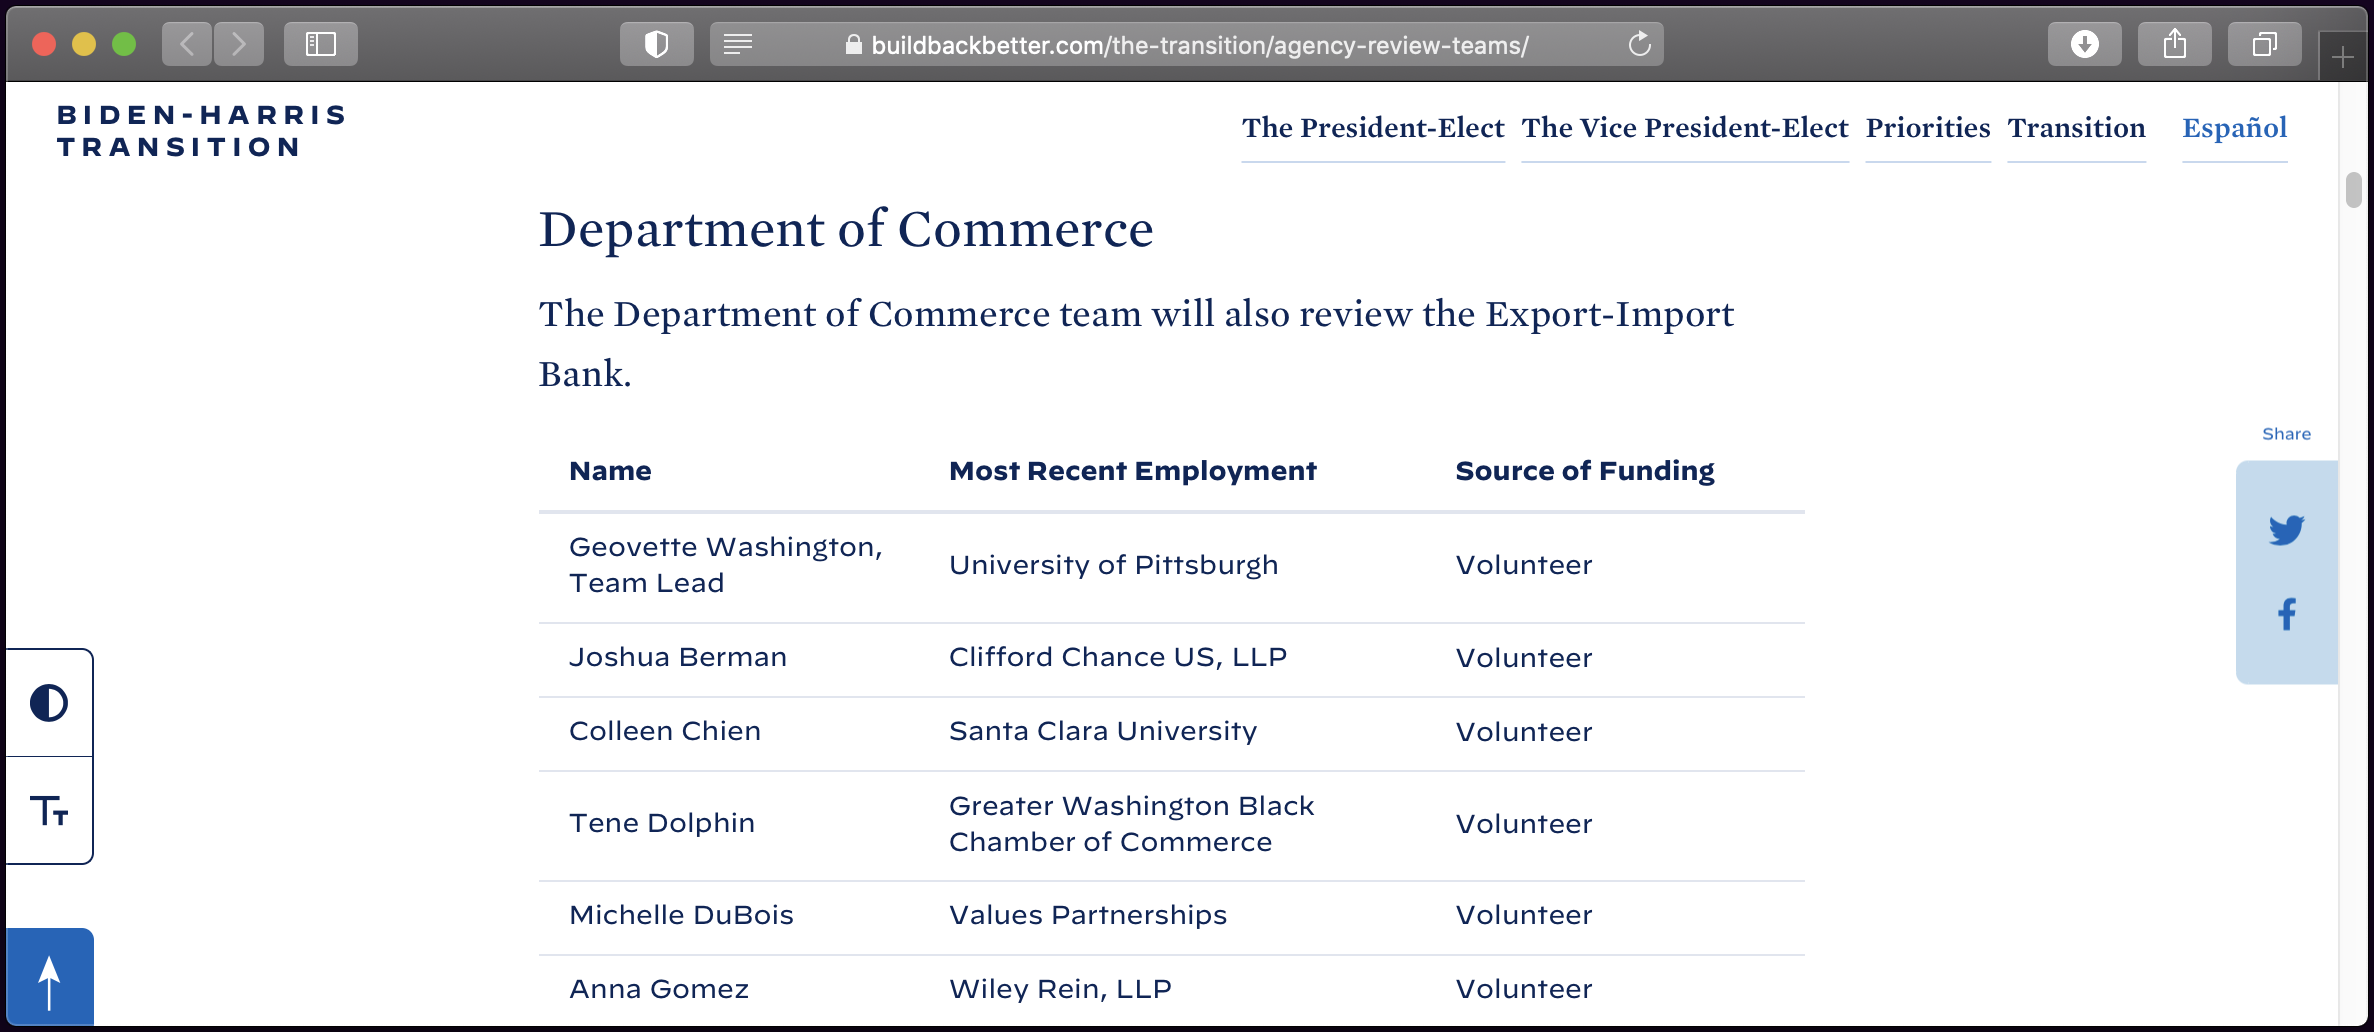 buildbackbetter.com/the-transition/agency-review-teams/
BIDEN-HARRIS
TRANSITION
The President-Elect The Vice President-Elect Priorities Transition Español
Department of Commerce
The Department of Commerce team will also review the Export-Import
Bank.
Share
Name Most Recent Employment Source of Funding
Geovette Washington,
Team Lead
University of Pittsburgh Volunteer
Joshua Berman Clifford Chance US, LLP Volunteer
Colleen Chien Santa Clara University Volunteer
Tene Dolphin
Greater Washington Black
Chamber of Commerce
Volunteer
Michelle DuBois Values Partnerships Volunteer
Anna Gomez Wiley Rein, LLP Volunteer
Tт